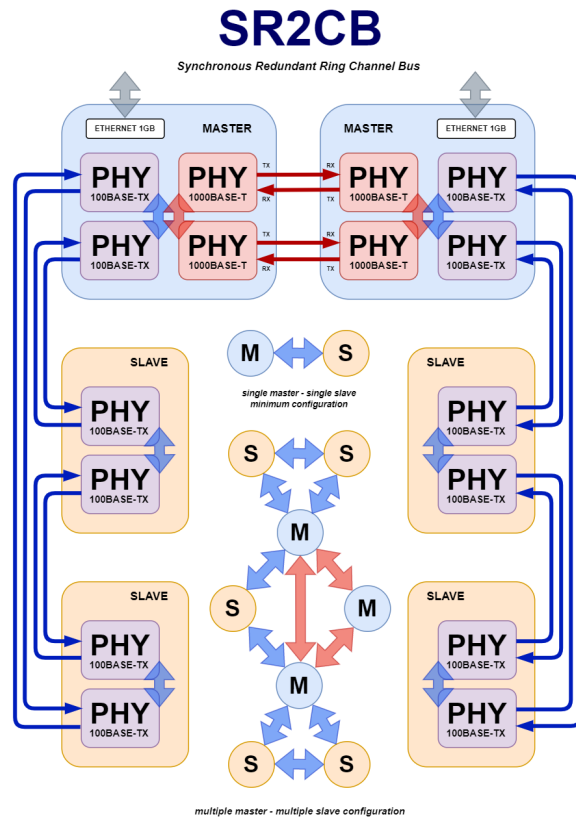 SR2CB
Synchronous Redundant Ring Channel Bus
ETHERNET 1GB
MASTER
MASTER
ETHERNET 1GB
PHY
100BASE-TX
PHY
1000BASE-T
TX
RX
RX
TX
PHY
1000BASE-T
PHY
100BASE-TX
PHY
100BASE-TX
PHY
1000BASE-T
TX
RX
RX
TX
PHY
1000BASE-T
PHY
100BASE-TX
SLAVE
PHY
100BASE-TX
PHY
100BASE-TX
M
S
single master - single slave
minimum configuration
SLAVE
PHY
100BASE-TX
PHY
100BASE-TX
S
S
M
S
M
M
S
S
SLAVE
PHY
100BASE-TX
PHY
100BASE-TX
SLAVE
PHY
100BASE-TX
PHY
100BASE-TX
multiple master - multiple slave configuration